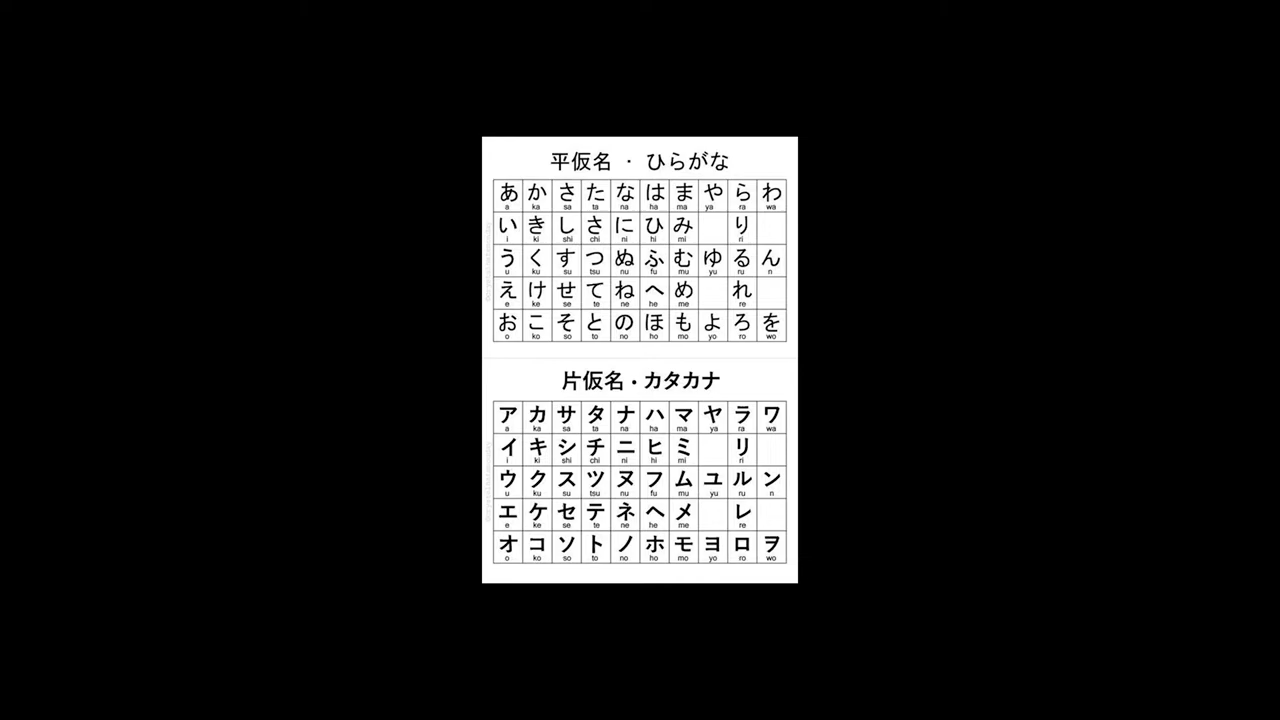 平仮名 · ひらがな
あ か さ た な は ま や ら わ
a ka sa ta na ha ma ya ra wa
い き し さ に ひ み り
i ki shi chi ni hi mi ri
う く す つ ぬ ふ む ゆ る ん
u ku su tsu nu fu mu yu ru n
え け せ て ね へ め れ
e ke se te ne he me re
お こ そ と の ほ も よ ろ を
o ko so to no ho mo yo ro wo
片仮名・カタカナ
ア カ サ タ ナ ハ マ ヤ ラ ワ
a ka sa ta na ha ma ya ra wa
イ キ シ チ ニ ヒ ミ リ
i ki shi chi ni hi mi ri
ウ ク ス ツ ヌ フ ム ユ ル ン
u ku su tsu nu fu mu yu ru n
エ ケ セ テ ネ ヘ メ レ
e ke se te ne he me re
オ コ ソ ト ノ ホ モ ヨ ロ ヲ
o ko so to no ho mo yo ro wo